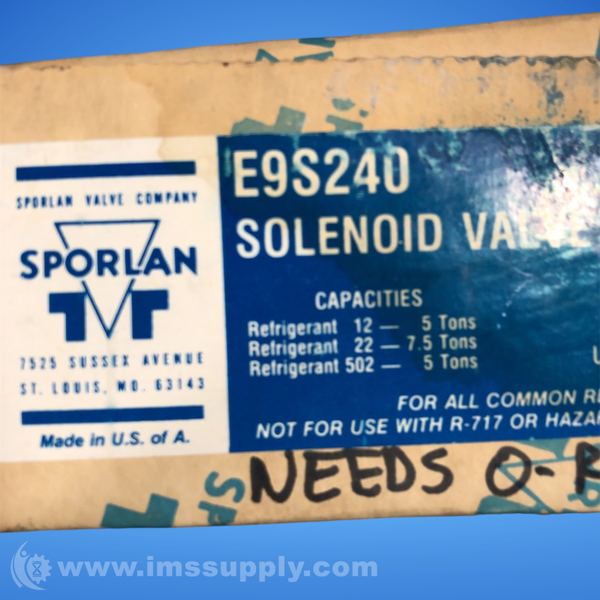 SPORLAN VALVE COMPANY
SPORLAN
7525 SUSSEX AVENUE
ST. LOUIS, MO. 63143
Made in U.S. of A.
E9S240
SOLENOID VALVE
CAPACITIES
Refrigerant 12 — 5 Tons
Refrigerant 22 — 7.5 Tons
Refrigerant 502 — 5 Tons
FOR ALL COMMON
NOT FOR USE WITH R-717 OR
NEEDS O-
www.imssupply.com